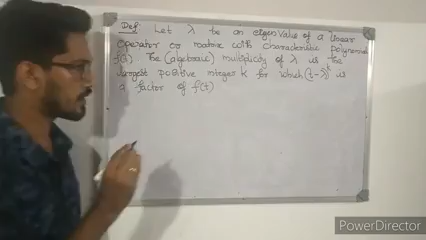 Def: Let λ be an eigen value of a linear
operator or matrix with characteristic polynomial
f(t). The (algebraic) multiplicity of λ is the
largest positive integer k for which (t-λ)^k is
a factor of f(t)
PowerDirector